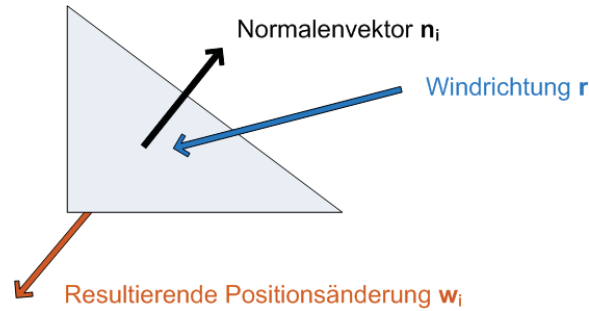 Normalenvektor nᵢ
Windrichtung r
Resultierende Positionsänderung wᵢ